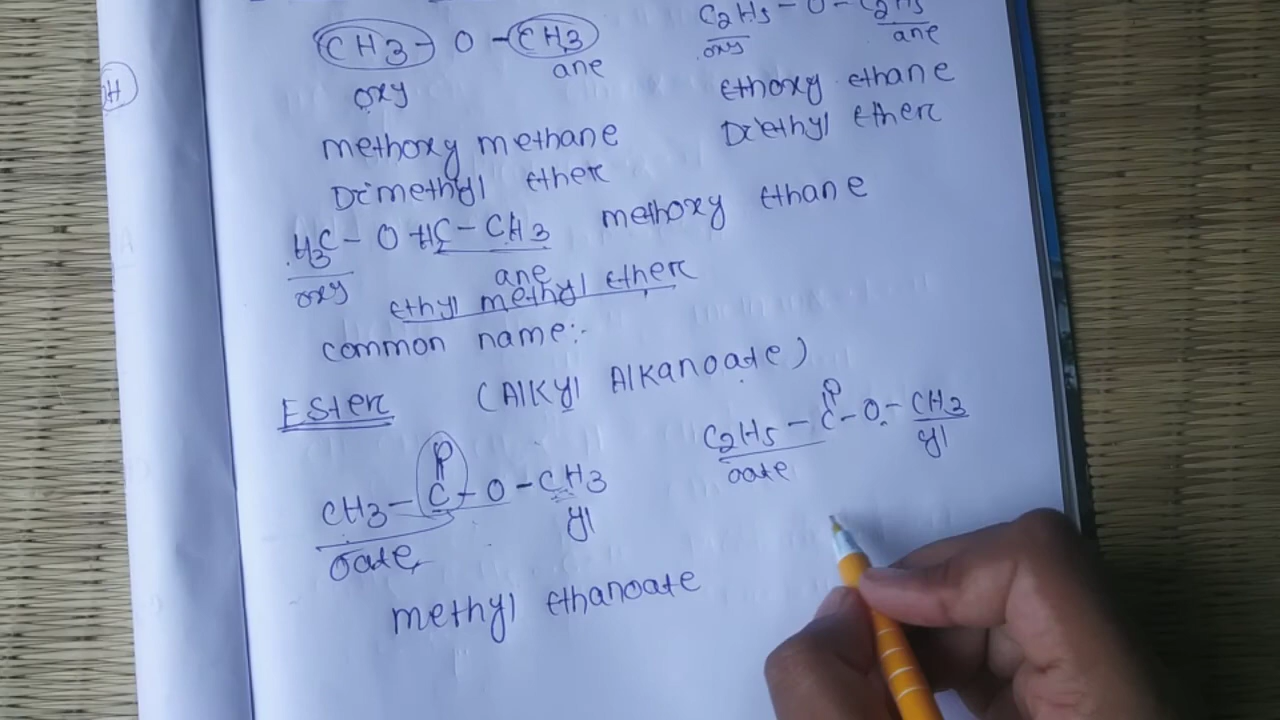 CH3 - O - CH3
oxy ane
methoxy methane
Dimethyl ether
C2H5 - O - C2H5
oxy ane
Ethoxy ethane
Diethyl ether
H3C - O - H2C - CH3 methoxy ethane
oxy ane
ethyl methyl ether
common name:-
Ester (Alkyl Alkanoate)
CH3 - C - O - CH3
O
oate yl
methyl ethanoate
C2H5 - C - O - CH3
O
oate yl